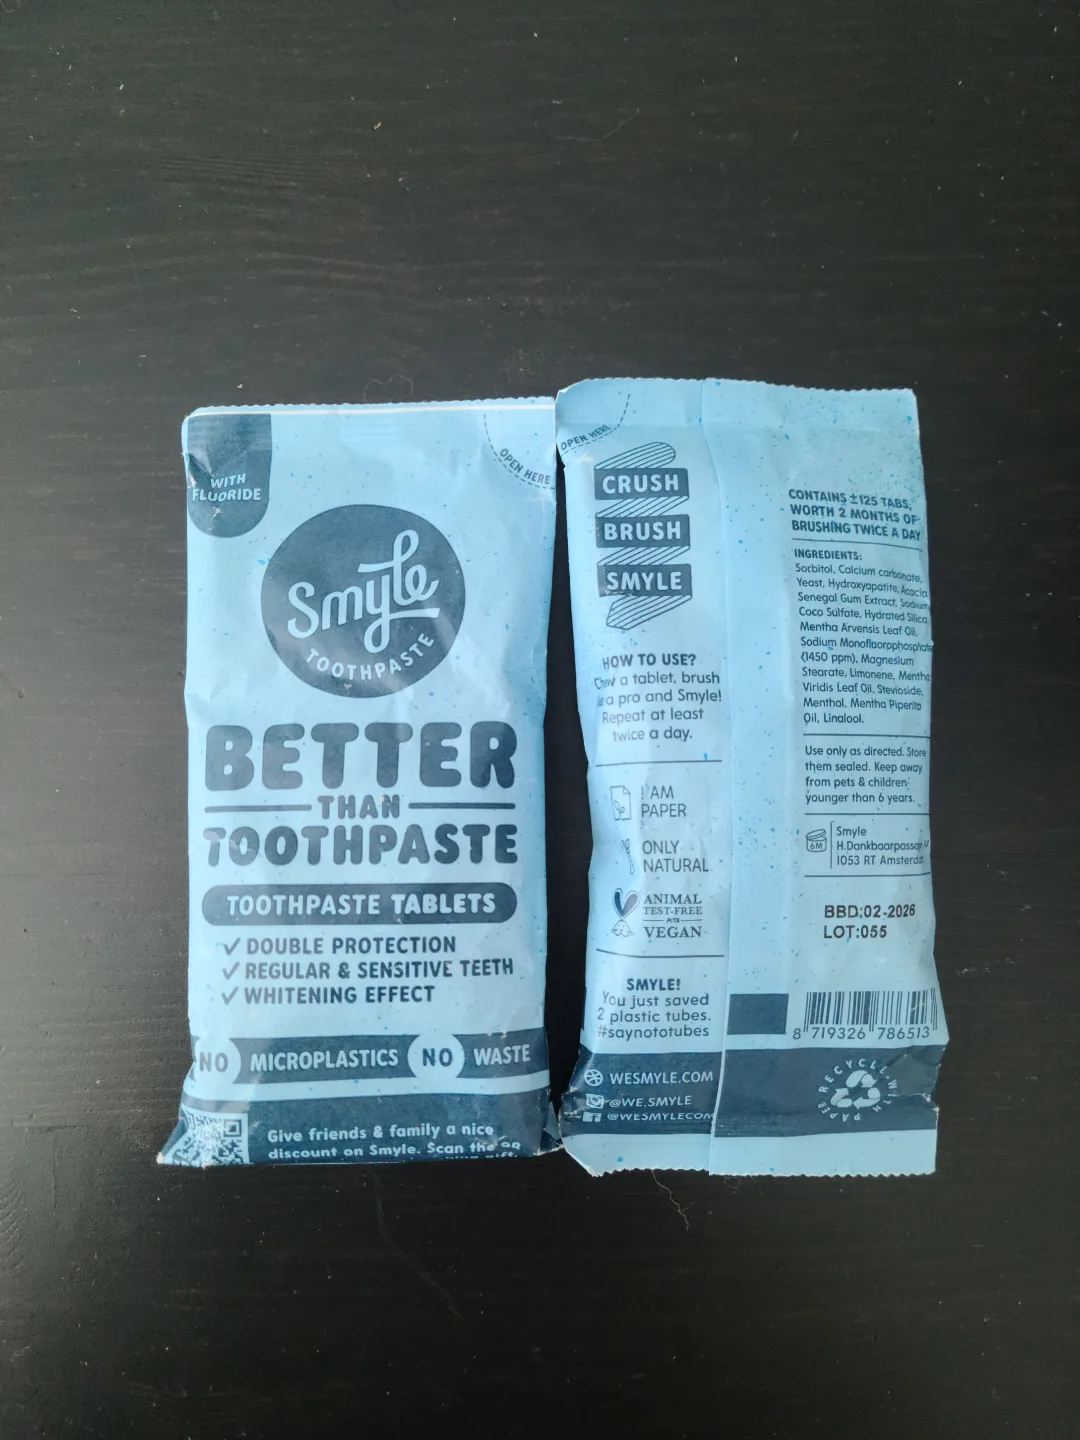 WITH
FLUORIDE
OPEN HERE
Smyle
TOOTHPASTE
BETTER
THAN
TOOTHPASTE
TOOTHPASTE TABLETS
✓ DOUBLE PROTECTION
✓ REGULAR & SENSITIVE TEETH
✓ WHITENING EFFECT
NO MICROPLASTICS NO WASTE
Give friends & family a nice
discount on Smyle. Scan the
OPEN HERE
CRUSH
BRUSH
SMYLE
HOW TO USE?
Chew a tablet, brush
a pro and Smyle!
Repeat at least
twice a day.
I AM
PAPER
ONLY
NATURAL
ANIMAL
TEST-FREE
PETA
VEGAN
SMYLE!
You just saved
2 plastic tubes.
#saynototubes
WESMYLE.COM
@WE.SMYLE
@WESMYLECOM
CONTAINS ±125 TABS,
WORTH 2 MONTHS OF
BRUSHING TWICE A DAY
INGREDIENTS:
Sorbitol, Calcium carbonate,
Yeast, Hydroxyapatite, Acacia
Senegal Gum Extract, Sodium
Coco Sulfate, Hydrated Silica,
Mentha Arvensis Leaf Oil,
Sodium Monofluorophosphate
(1450 ppm), Magnesium
Stearate, Limonene, Mentha
Viridis Leaf Oil, Stevioside,
Menthol, Mentha Piperita
Oil, Linalool.
Use only as directed. Store
them sealed. Keep away
from pets & children
younger than 6 years.
6M
Smyle
H.Dankbaarpassage
1053 RT Amsterdam
BBD:02-2026
LOT:055
8 719326 786513
RECYCLE WITH PAPER